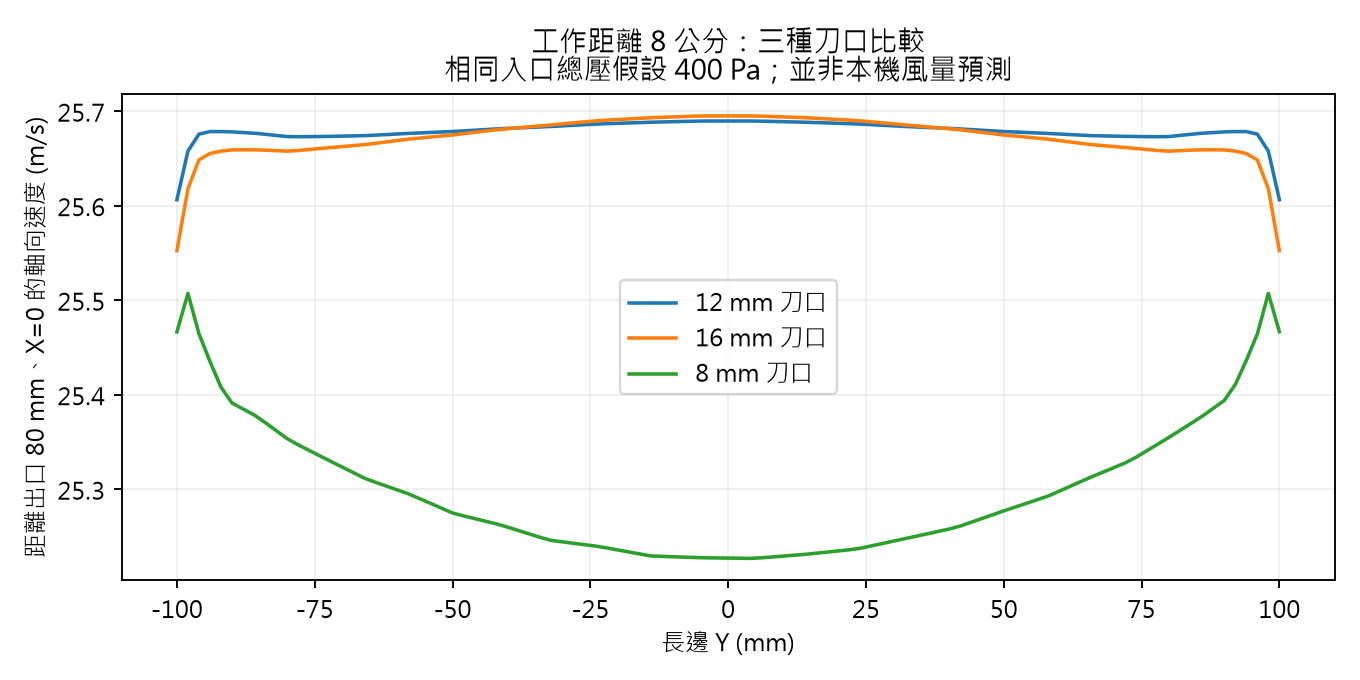 工作距離 8 公分：三種刀口比較
相同入口總壓假設 400 Pa；並非本機風量預測
距離出口 80 mm、X=0 的軸向速度 (m/s)
25.7
25.6
25.5
25.4
25.3
12 mm 刀口
16 mm 刀口
8 mm 刀口
-100
-75
-50
-25
0
25
50
75
100
長邊 Y (mm)